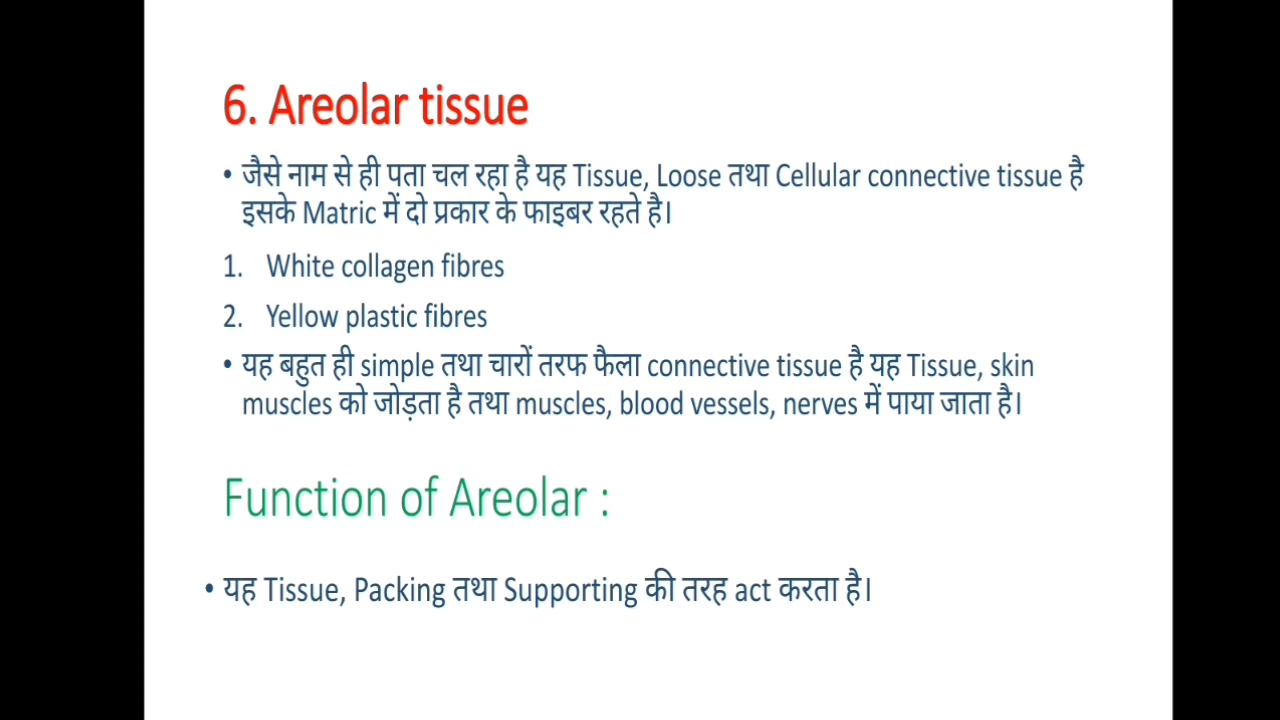 6. Areolar tissue
• जैसे नाम से ही पता चल रहा है यह Tissue, Loose तथा Cellular connective tissue है
इसके Matric में दो प्रकार के फाइबर रहते है।
1. White collagen fibres
2. Yellow plastic fibres
• यह बहुत ही simple तथा चारों तरफ फैला connective tissue है यह Tissue, skin
muscles को जोड़ता है तथा muscles, blood vessels, nerves में पाया जाता है।
Function of Areolar :
• यह Tissue, Packing तथा Supporting की तरह act करता है।